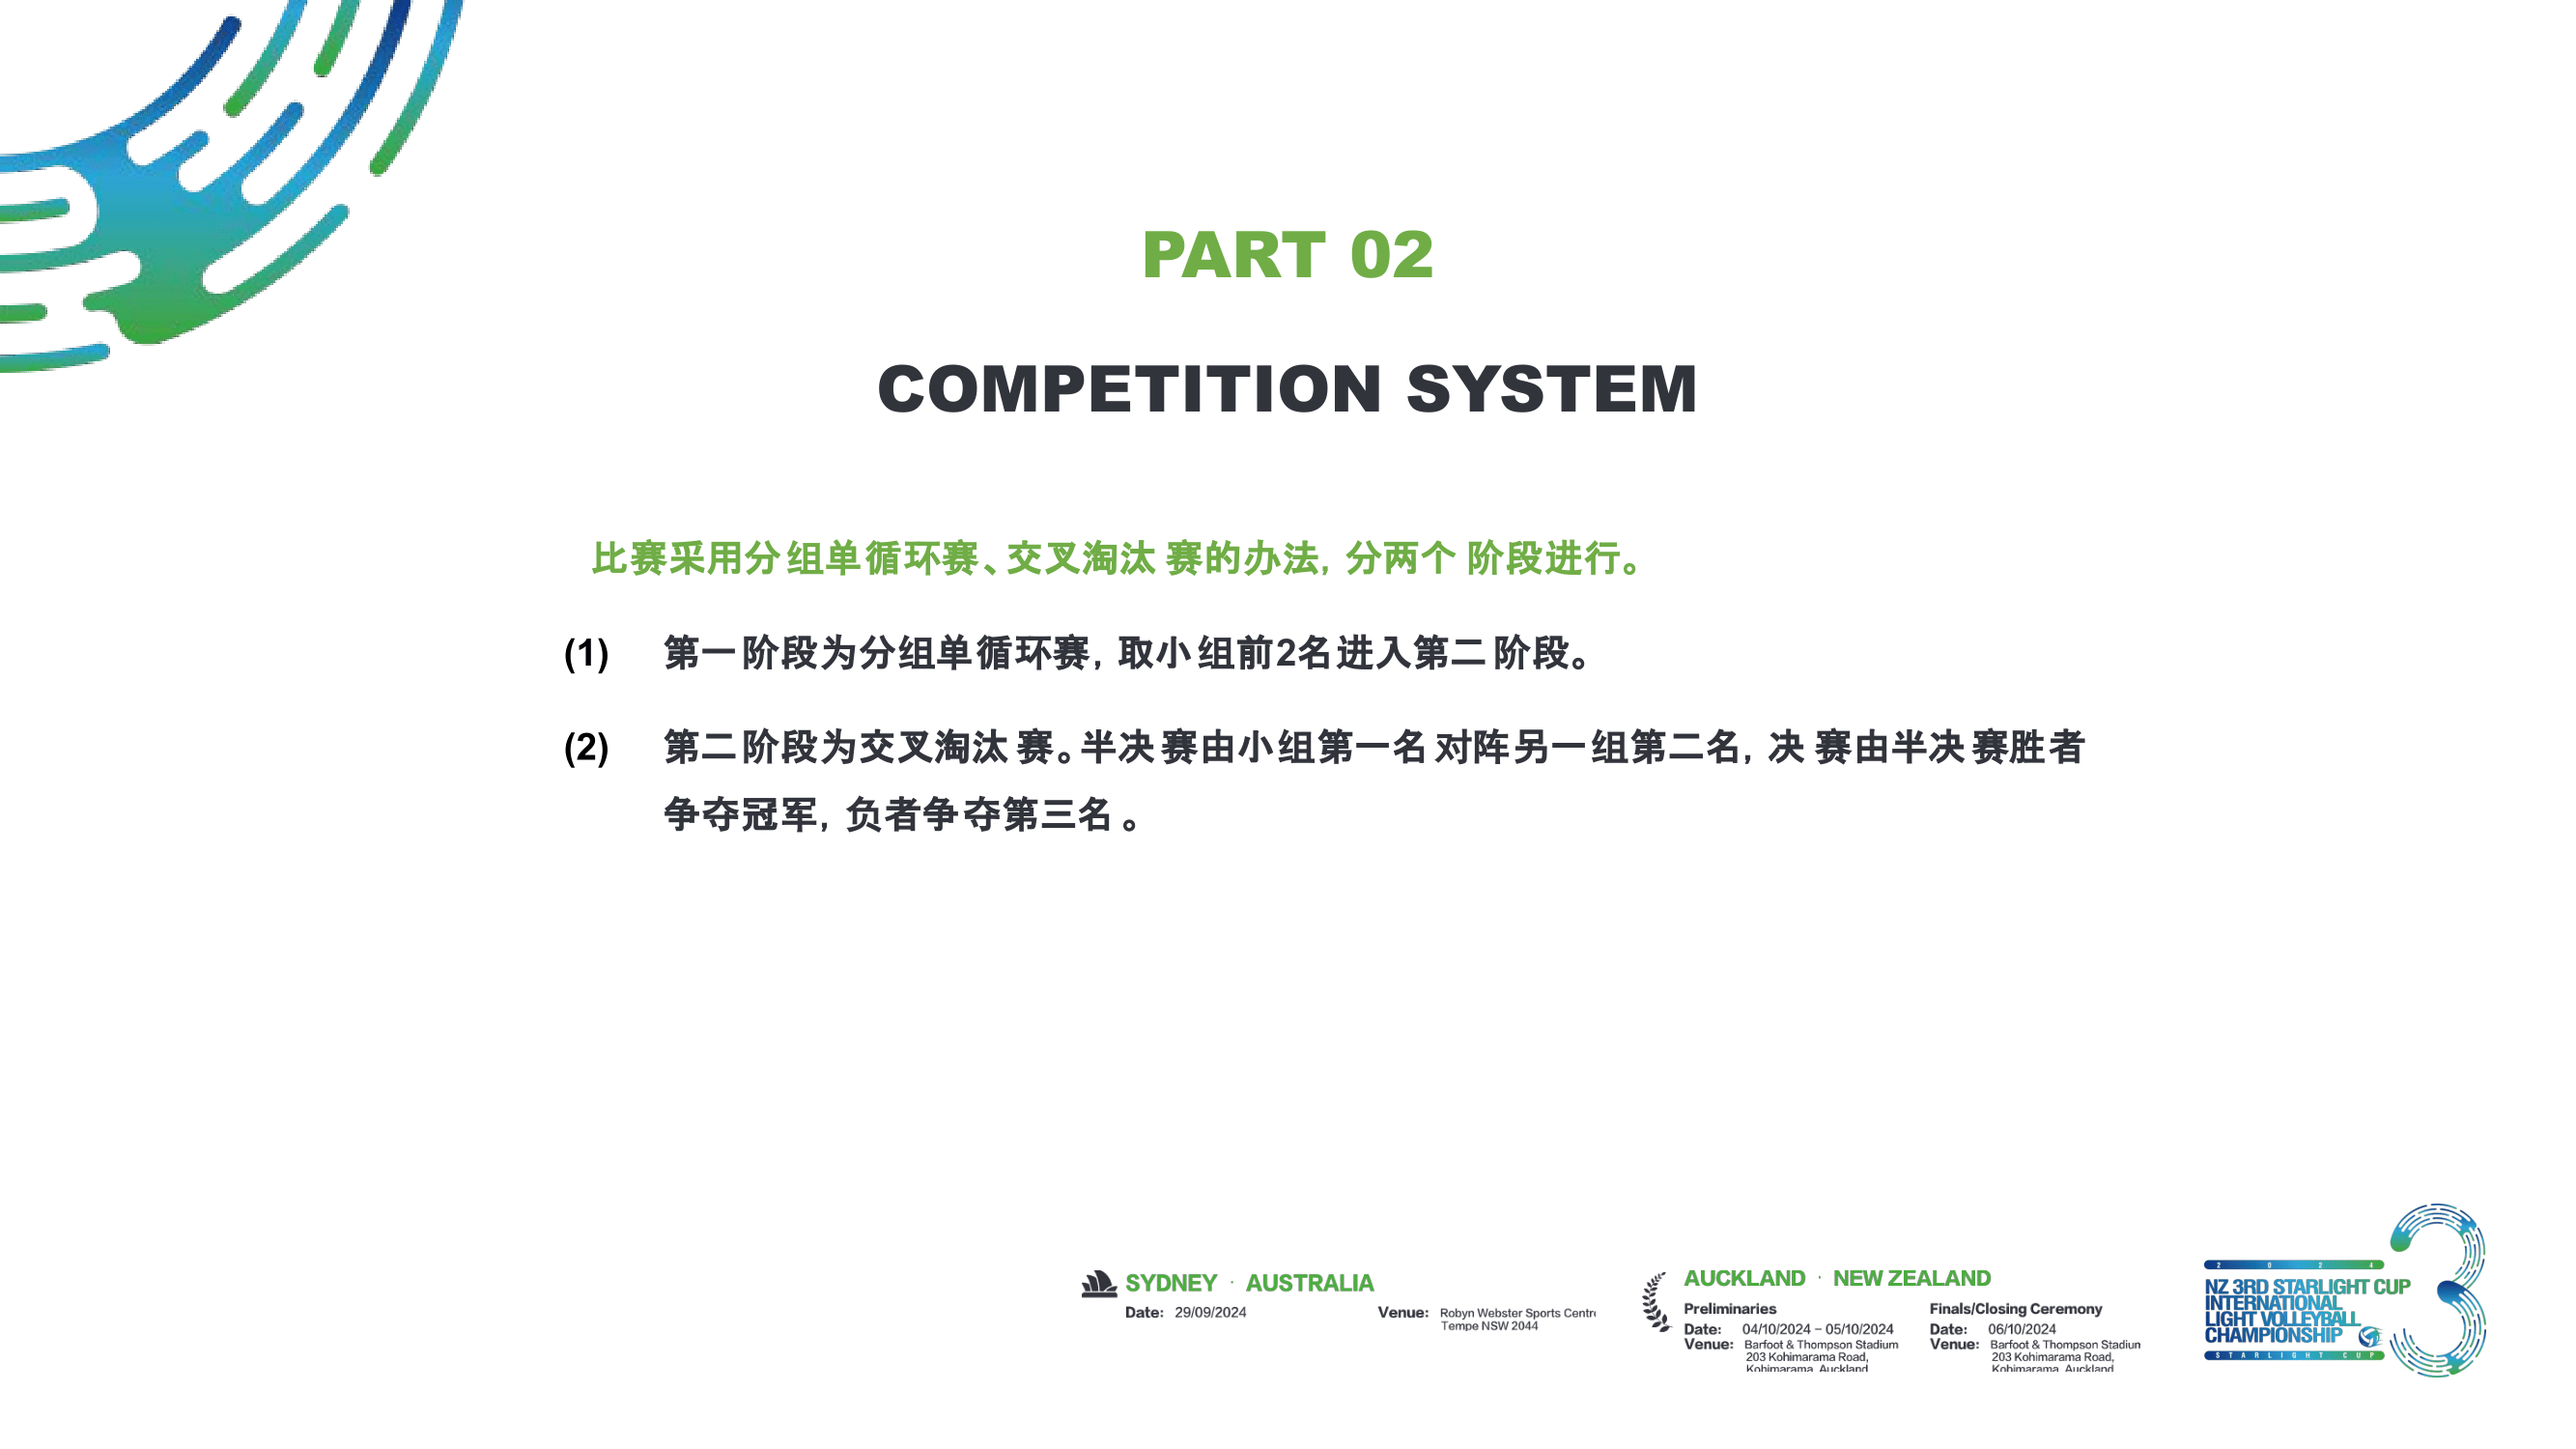 PART 02
COMPETITION SYSTEM
比赛采用分组单循环赛、交叉淘汰赛的办法, 分两个阶段进行。
(1) 第一阶段为分组单循环赛, 取小组前2名进入第二阶段。
(2) 第二阶段为交叉淘汰赛。半决赛由小组第一名对阵另一组第二名, 决赛由半决赛胜者
争夺冠军, 负者争夺第三名。
SYDNEY · AUSTRALIA
Date: 29/09/2024 Venue: Robyn Webster Sports Centr
Tempe NSW 2044
AUCKLAND · NEW ZEALAND
Preliminaries
Date: 04/10/2024 – 05/10/2024
Venue: Barfoot & Thompson Stadium
203 Kohimarama Road,
Kohimarama, Auckland
Finals/Closing Ceremony
Date: 06/10/2024
Venue: Barfoot & Thompson Stadiun
203 Kohimarama Road,
Kohimarama, Auckland
2 0 2 4
NZ 3RD STARLIGHT CUP
INTERNATIONAL
LIGHT VOLLEYBALL
CHAMPIONSHIP
STARLIGHT CUP